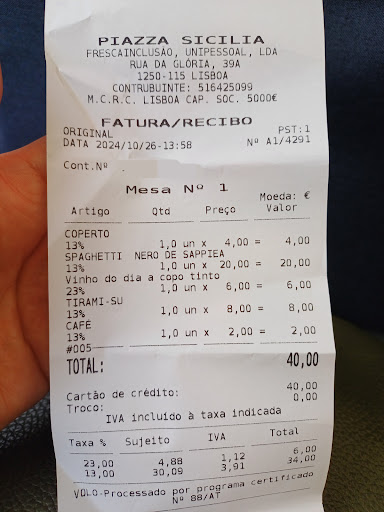 PIAZZA SICILIA
FRESCAINCLUSÃO, UNIPESSOAL, LDA
RUA DA GLÓRIA, 39A
1250-115 LISBOA
CONTRUBUINTE: 516425099
M.C.R.C. LISBOA CAP. SOC. 5000€
FATURA/RECIBO
ORIGINAL PST:1
DATA 2024/10/26-13:58 Nº A1/4291
Cont.Nº
Mesa Nº 1
Moeda: €
Artigo Qtd Preço Valor
COPERTO
13% 1,0 un x 4,00 = 4,00
SPAGHETTI NERO DE SAPPIEA
13% 1,0 un x 20,00 = 20,00
Vinho do dia a copo tinto
23% 1,0 un x 6,00 = 6,00
TIRAMI-SU
13% 1,0 un x 8,00 = 8,00
CAFÉ
13% 1,0 un x 2,00 = 2,00
#005
TOTAL: 40,00
Cartão de crédito: 40,00
Troco: 0,00
IVA incluido à taxa indicada
Taxa % Sujeito IVA Total
23,00 4,88 1,12 6,00
13,00 30,09 3,91 34,00
VOLO-Processado por programa certificado
Nº 88/AT